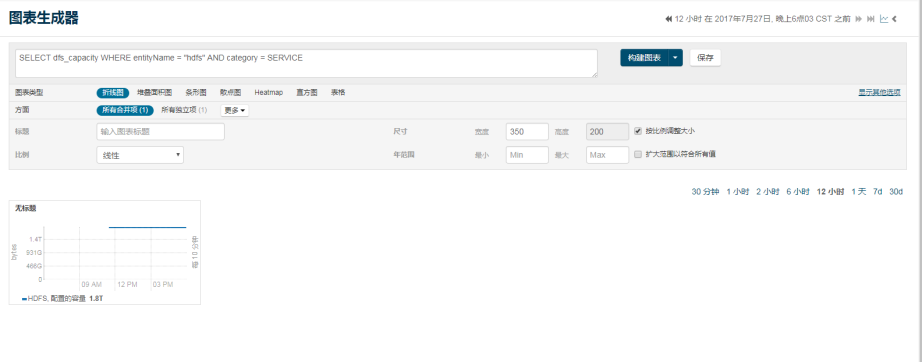 图表生成器
12 小时 在 2017年7月27日, 晚上6点03 CST 之前
SELECT dfs_capacity WHERE entityName = "hdfs" AND category = SERVICE
构建图表 保存
图表类型 折线图 堆叠面积图 条形图 散点图 Heatmap 直方图 表格 显示其他选项
方面 所有合并项 (1) 所有独立项 (1) 更多
标题 输入图表标题 尺寸 宽度 350 高度 200 按比例调整大小
比例 线性 年范围 最小 Min 最大 Max 扩大范围以符合所有值
30 分钟 1 小时 2 小时 6 小时 12 小时 1 天 7d 30d
无标题
bytes
1.4T
931G
466G
0
09 AM 12 PM 03 PM
每 10 分钟
HDFS, 配置的容量 1.8T